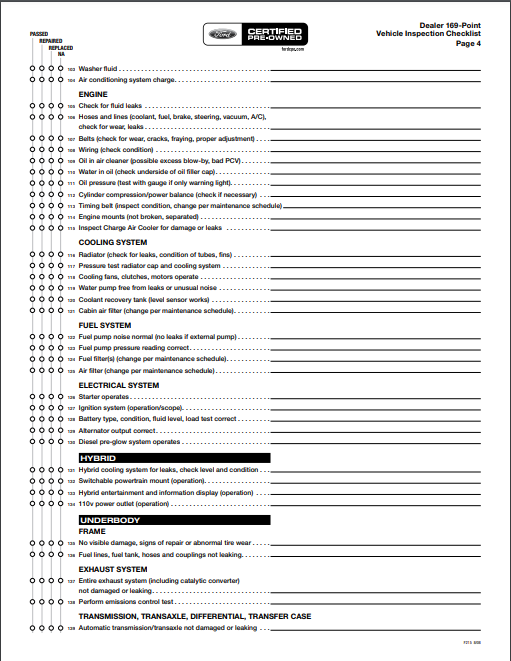 Dealer 169-Point
Vehicle Inspection Checklist
Page 4
Ford
CERTIFIED
PRE-OWNED
fordcpo.com
PASSED
REPAIRED
REPLACED
NA
103 Washer fluid
104 Air conditioning system charge
ENGINE
105 Check for fluid leaks
106 Hoses and lines (coolant, fuel, brake, steering, vacuum, A/C),
check for wear, leaks
107 Belts (check for wear, cracks, fraying, proper adjustment)
108 Wiring (check condition)
109 Oil in air cleaner (possible excess blow-by, bad PCV)
110 Water in oil (check underside of oil filler cap)
111 Oil pressure (test with gauge if only warning light)
112 Cylinder compression/power balance (check if necessary)
113 Timing belt (inspect condition, change per maintenance schedule)
114 Engine mounts (not broken, separated)
115 Inspect Charge Air Cooler for damage or leaks
COOLING SYSTEM
116 Radiator (check for leaks, condition of tubes, fins)
117 Pressure test radiator cap and cooling system
118 Cooling fans, clutches, motors operate
119 Water pump free from leaks or unusual noise
120 Coolant recovery tank (level sensor works)
121 Cabin air filter (change per maintenance schedule)
FUEL SYSTEM
122 Fuel pump noise normal (no leaks if external pump)
123 Fuel pump pressure reading correct
124 Fuel filter(s) (change per maintenance schedule)
125 Air filter (change per maintenance schedule)
ELECTRICAL SYSTEM
126 Starter operates
127 Ignition system (operation/scope)
128 Battery type, condition, fluid level, load test correct
129 Alternator output correct
130 Diesel pre-glow system operates
HYBRID
131 Hybrid cooling system for leaks, check level and condition
132 Switchable powertrain mount (operation)
133 Hybrid entertainment and information display (operation)
134 110v power outlet (operation)
UNDERBODY
FRAME
135 No visible damage, signs of repair or abnormal tire wear
136 Fuel lines, fuel tank, hoses and couplings not leaking
EXHAUST SYSTEM
137 Entire exhaust system (including catalytic converter)
not damaged or leaking
138 Perform emissions control test
TRANSMISSION, TRANSAXLE, DIFFERENTIAL, TRANSFER CASE
139 Automatic transmission/transaxle not damaged or leaking